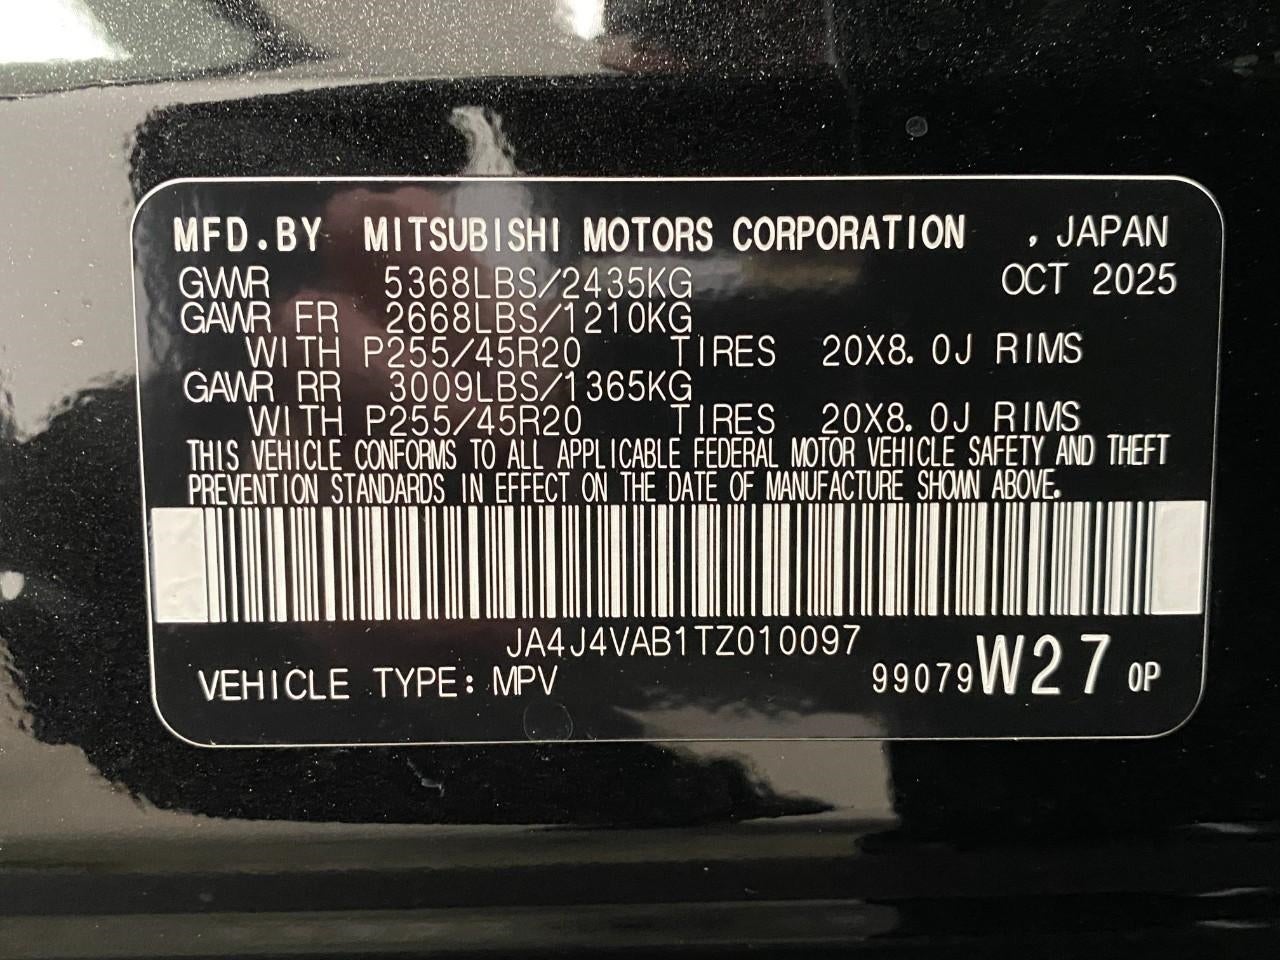 MFD.BY MITSUBISHI MOTORS CORPORATION , JAPAN
GVWR 5368LBS/2435KG OCT 2025
GAWR FR 2668LBS/1210KG
WITH P255/45R20 TIRES 20X8.0J RIMS
GAWR RR 3009LBS/1365KG
WITH P255/45R20 TIRES 20X8.0J RIMS
THIS VEHICLE CONFORMS TO ALL APPLICABLE FEDERAL MOTOR VEHICLE SAFETY AND THEFT
PREVENTION STANDARDS IN EFFECT ON THE DATE OF MANUFACTURE SHOWN ABOVE.
JA4J4VAB1TZ010097
VEHICLE TYPE: MPV 99079W27 0P